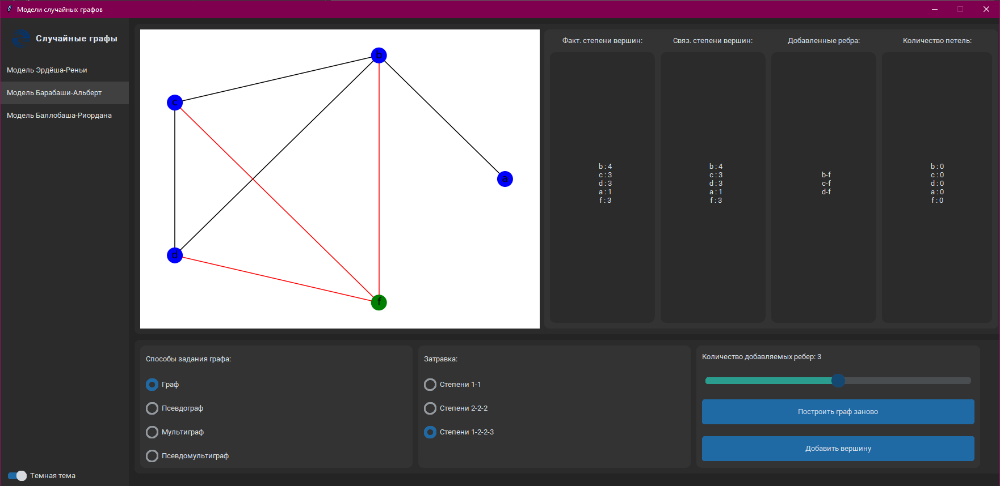 Модели случайных графов
Случайные графы
Модель Эрдёша-Реньи
Модель Барабаши-Альберт
Модель Баллобаша-Риордана
Темная тема
b
c
a
d
f
Факт. степени вершин:
b : 4
c : 3
d : 3
a : 1
f : 3
Связ. степени вершин:
b : 4
c : 3
d : 3
a : 1
f : 3
Добавленные ребра:
b-f
c-f
d-f
Количество петель:
b : 0
c : 0
d : 0
a : 0
f : 0
Способы задания графа:
Граф
Псевдограф
Мультиграф
Псевдомультиграф
Затравка:
Степени 1-1
Степени 2-2-2
Степени 1-2-2-3
Количество добавляемых ребер: 3
Построить граф заново
Добавить вершину